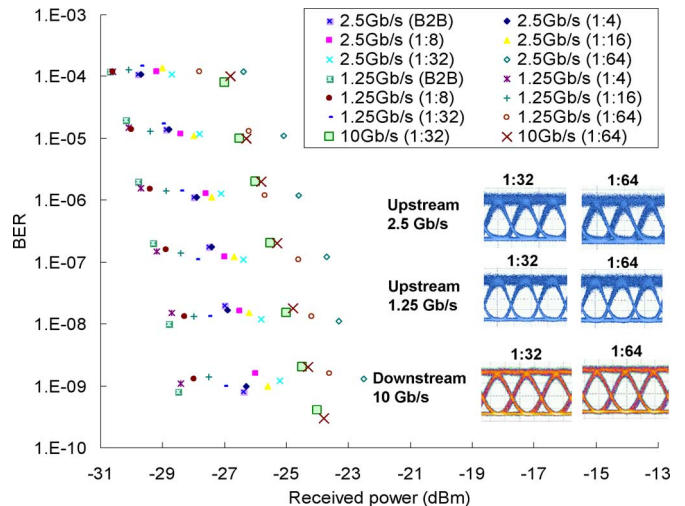 1.E-03
1.E-04
1.E-05
1.E-06
1.E-07
1.E-08
1.E-09
1.E-10
BER
-31 -29 -27 -25 -23 -21 -19 -17 -15 -13
Received power (dBm)
2.5Gb/s (B2B) 2.5Gb/s (1:4)
2.5Gb/s (1:8) 2.5Gb/s (1:16)
2.5Gb/s (1:32) 2.5Gb/s (1:64)
1.25Gb/s (B2B) 1.25Gb/s (1:4)
1.25Gb/s (1:8) 1.25Gb/s (1:16)
1.25Gb/s (1:32) 1.25Gb/s (1:64)
10Gb/s (1:32) 10Gb/s (1:64)
1:32 1:64
Upstream
2.5 Gb/s
1:32 1:64
Upstream
1.25 Gb/s
1:32 1:64
Downstream
10 Gb/s